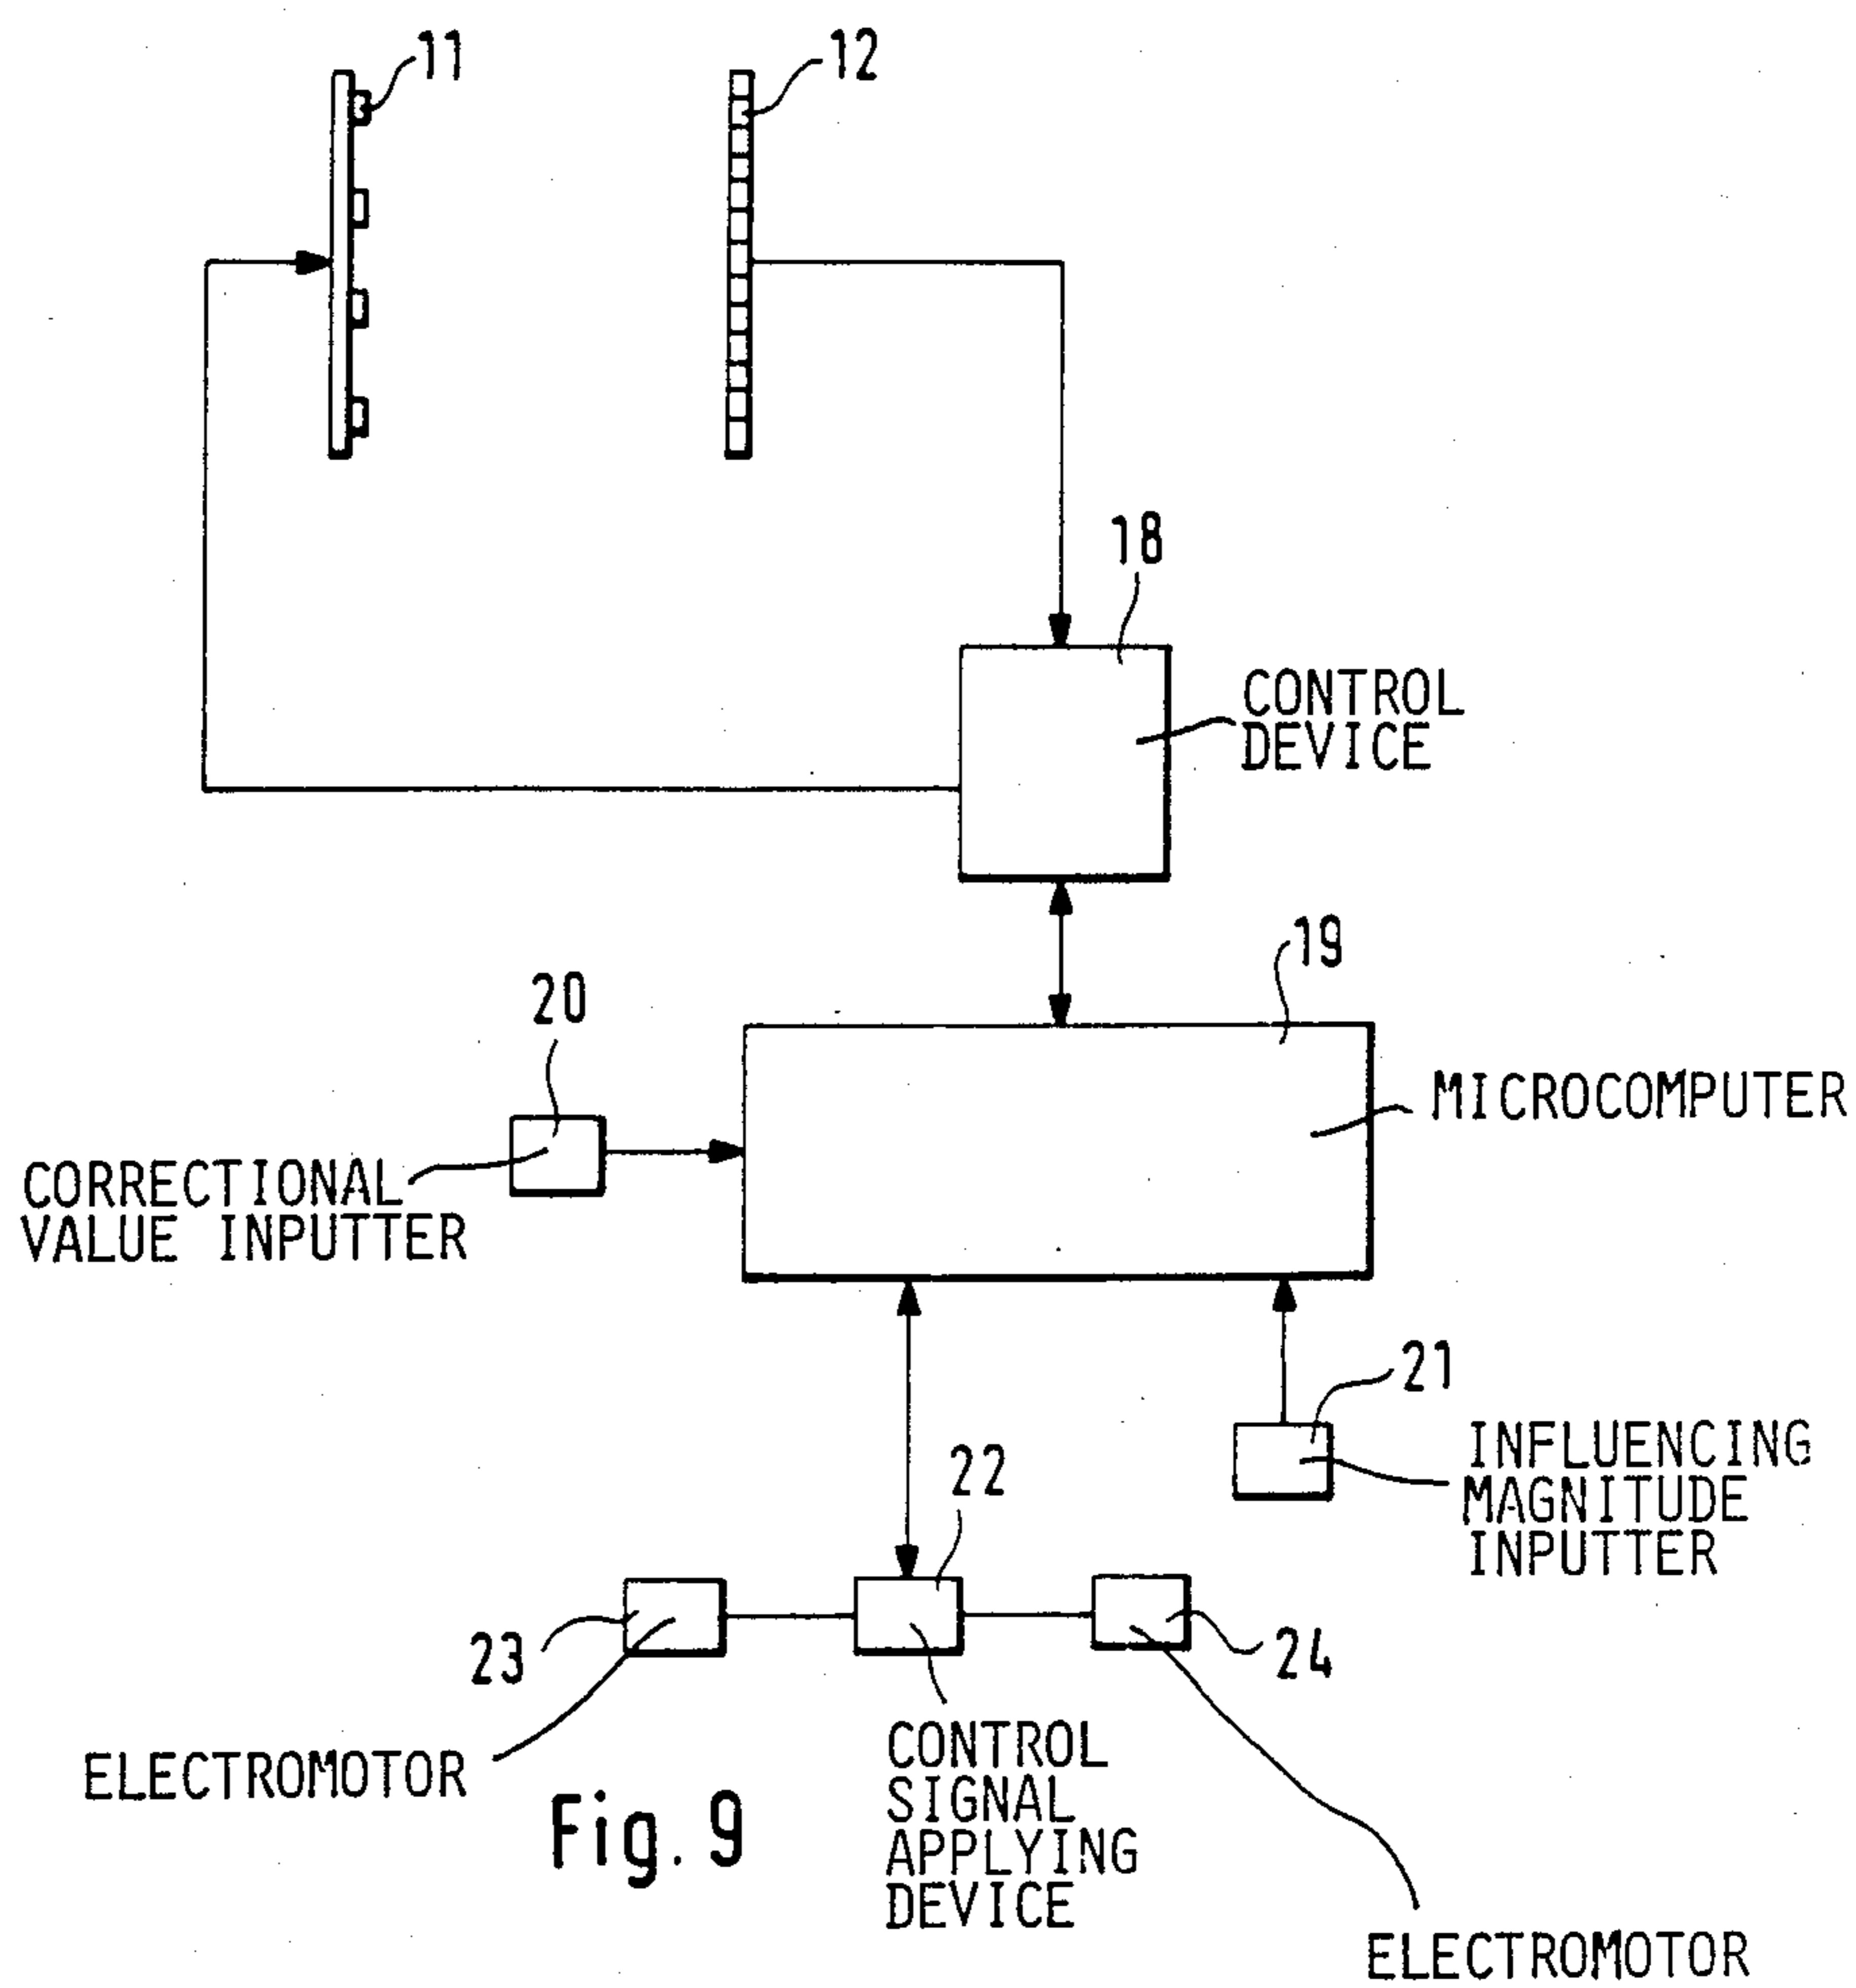 11
12
18
CONTROL
DEVICE
19
20
MICROCOMPUTER
CORRECTIONAL
VALUE INPUTTER
21
INFLUENCING
MAGNITUDE
INPUTTER
22
23
24
ELECTROMOTOR
CONTROL
SIGNAL
APPLYING
DEVICE
Fig. 9
ELECTROMOTOR